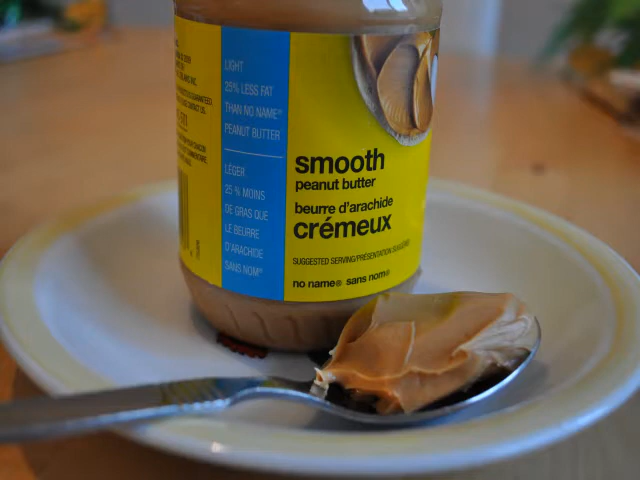 LIGHT
25% LESS FAT
THAN NO NAME®
PEANUT BUTTER
LÉGER
25 % MOINS
DE GRAS QUE
LE BEURRE
D'ARACHIDE
SANS NOM®
smooth
peanut butter
beurre d'arachide
crémeux
SUGGESTED SERVING/PRÉSENTATION SUGGÉRÉE
no name® sans nom®